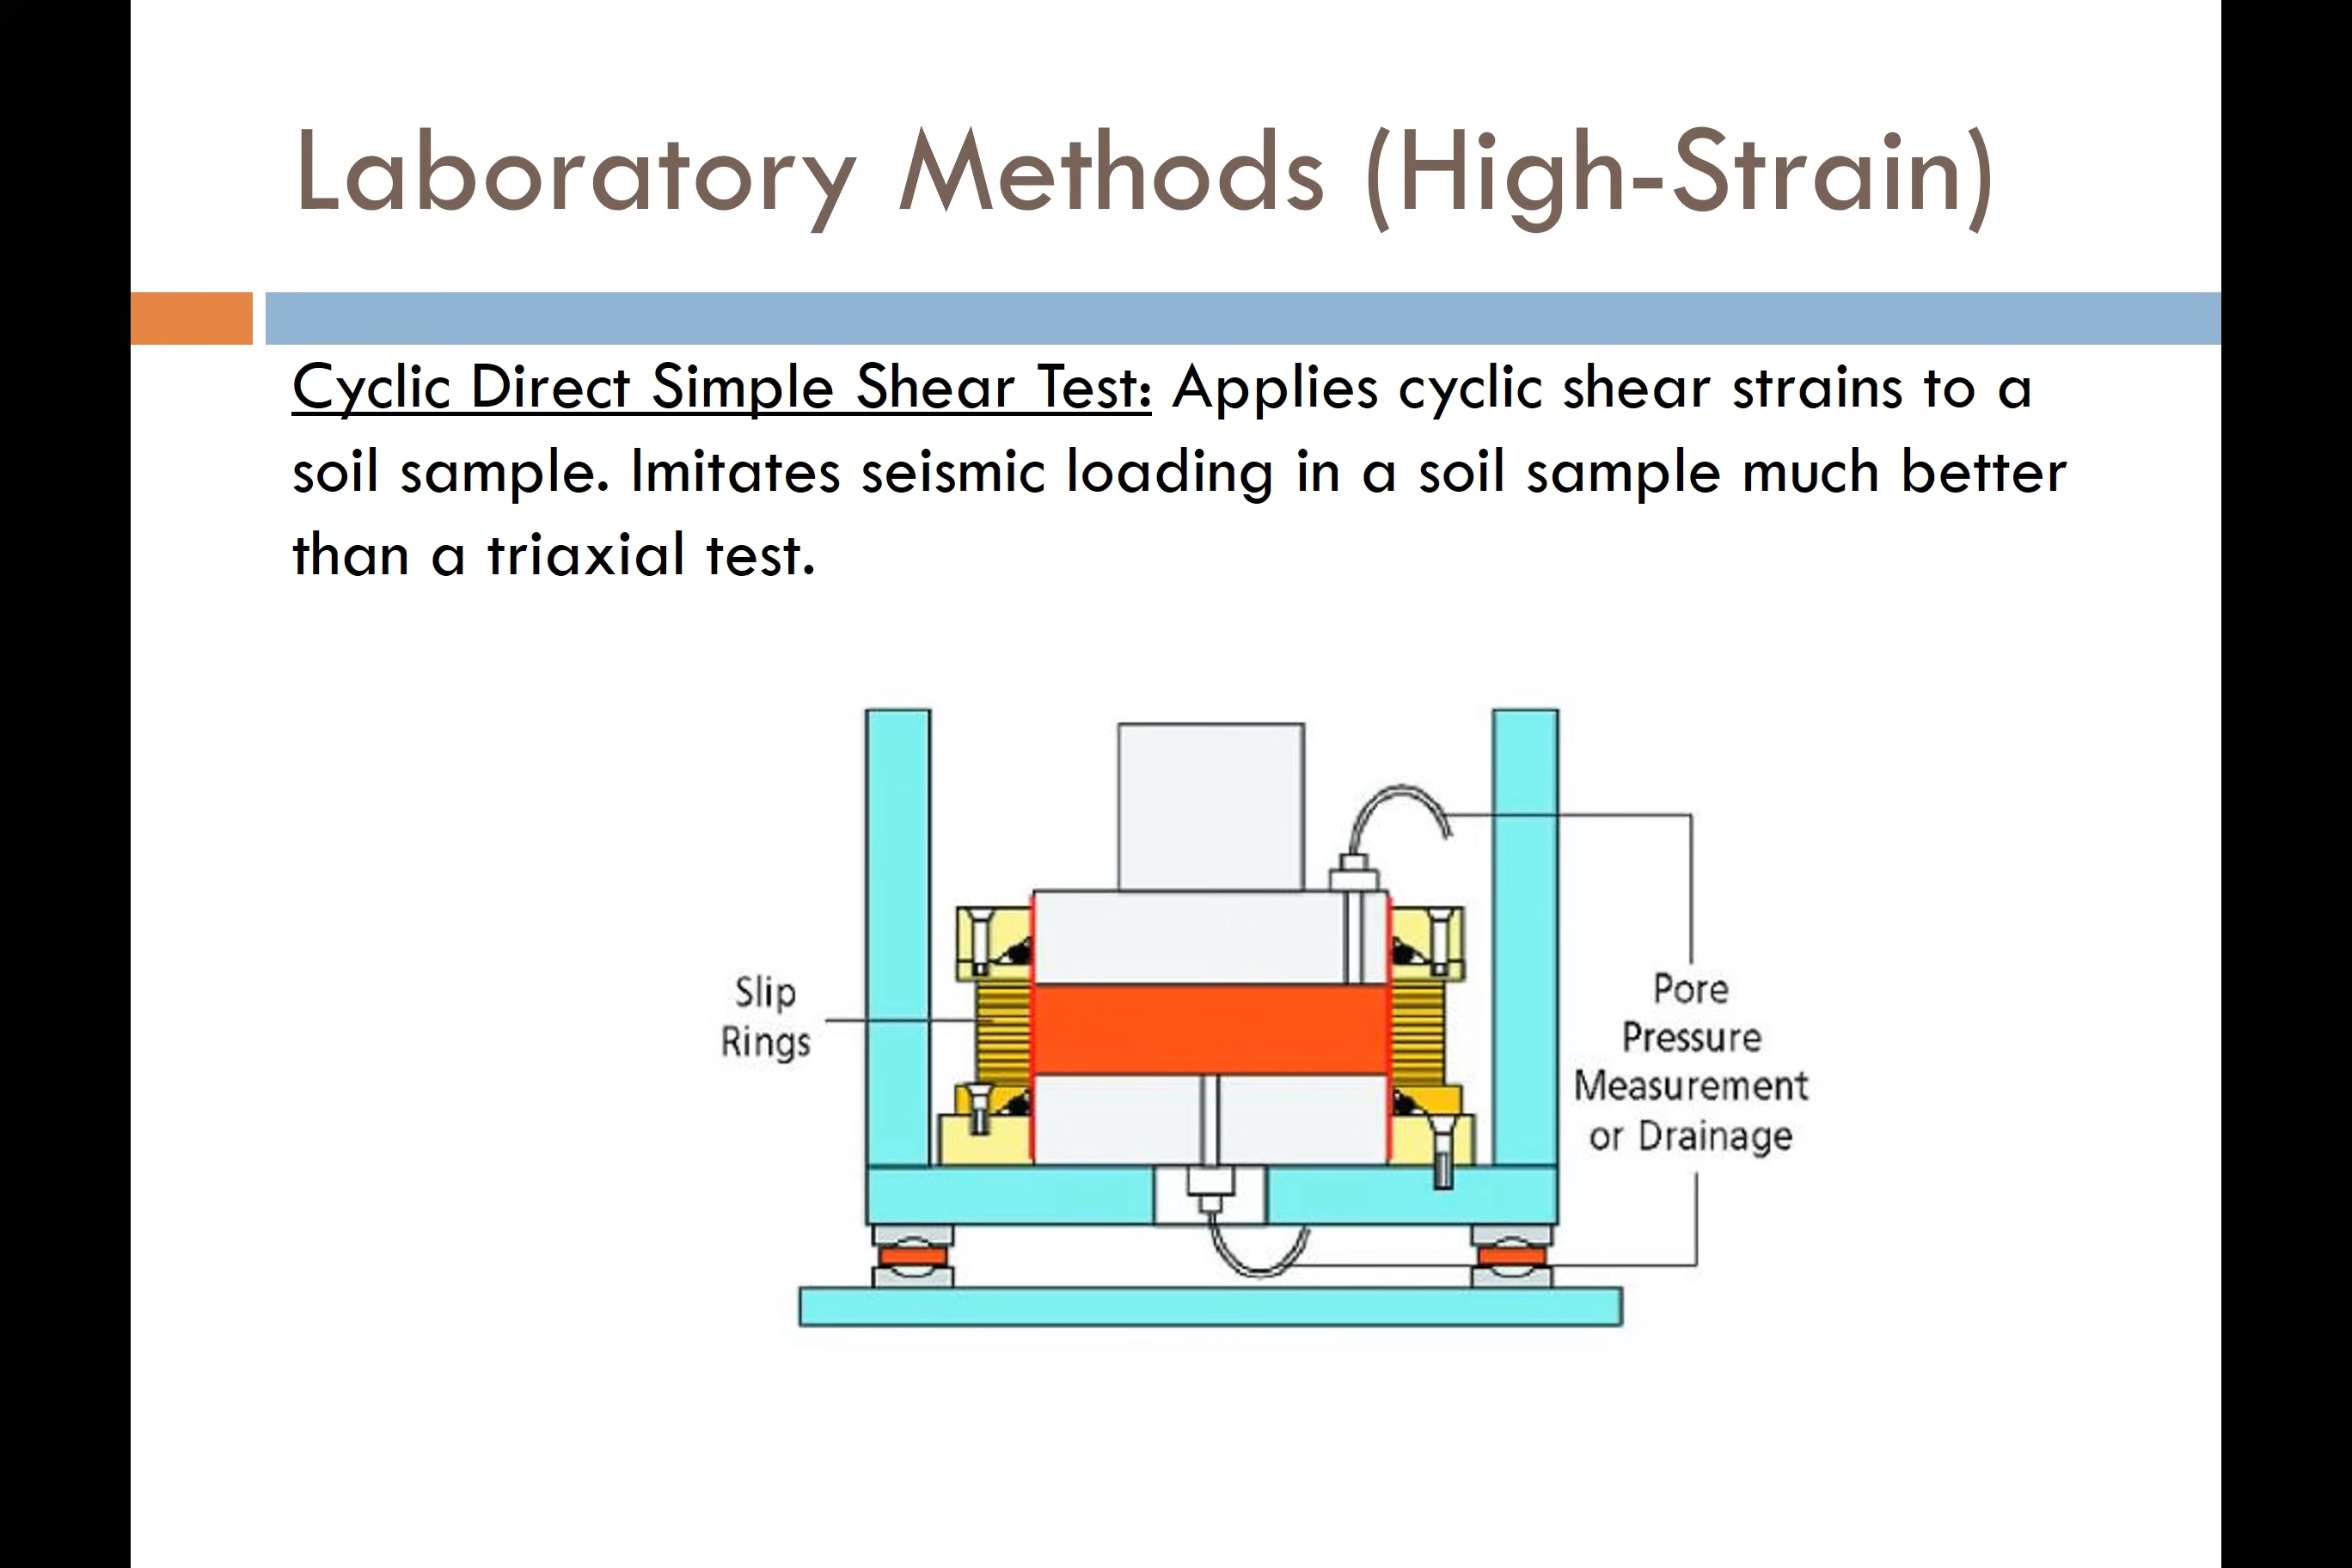 Laboratory Methods (High-Strain)
Cyclic Direct Simple Shear Test: Applies cyclic shear strains to a
soil sample. Imitates seismic loading in a soil sample much better
than a triaxial test.
Slip
Rings
Pore
Pressure
Measurement
or Drainage